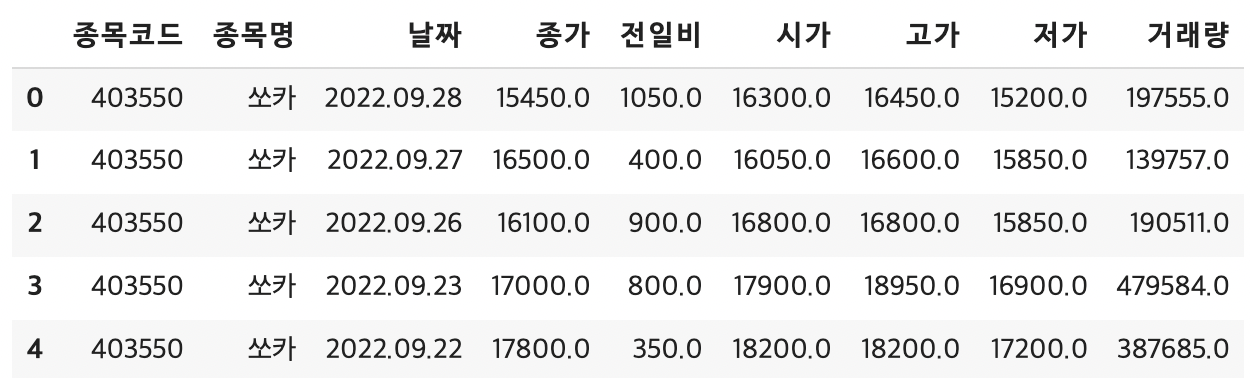 종목코드 종목명 날짜 종가 전일비 시가 고가 저가 거래량
0 403550 쏘카 2022.09.28 15450.0 1050.0 16300.0 16450.0 15200.0 197555.0
1 403550 쏘카 2022.09.27 16500.0 400.0 16050.0 16600.0 15850.0 139757.0
2 403550 쏘카 2022.09.26 16100.0 900.0 16800.0 16800.0 15850.0 190511.0
3 403550 쏘카 2022.09.23 17000.0 800.0 17900.0 18950.0 16900.0 479584.0
4 403550 쏘카 2022.09.22 17800.0 350.0 18200.0 18200.0 17200.0 387685.0